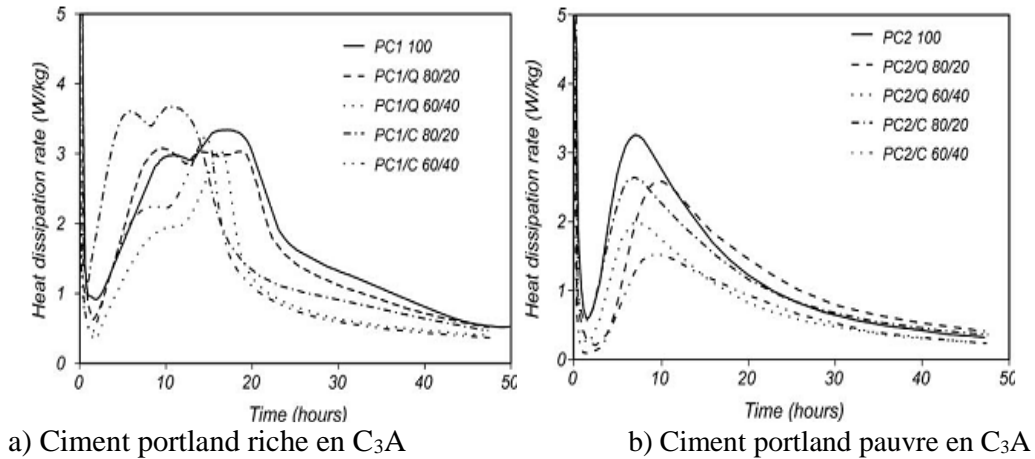 5
4
3
2
1
0
Heat dissipation rate (W/kg)
PC1 100
PC1/Q 80/20
PC1/Q 60/40
PC1/C 80/20
PC1/C 60/40
0 10 20 30 40 50
Time (hours)
a) Ciment portland riche en C₃A
5
4
3
2
1
0
Heat dissipation rate (W/kg)
PC2 100
PC2/Q 80/20
PC2/Q 60/40
PC2/C 80/20
PC2/C 60/40
0 10 20 30 40 50
Time (hours)
b) Ciment portland pauvre en C₃A